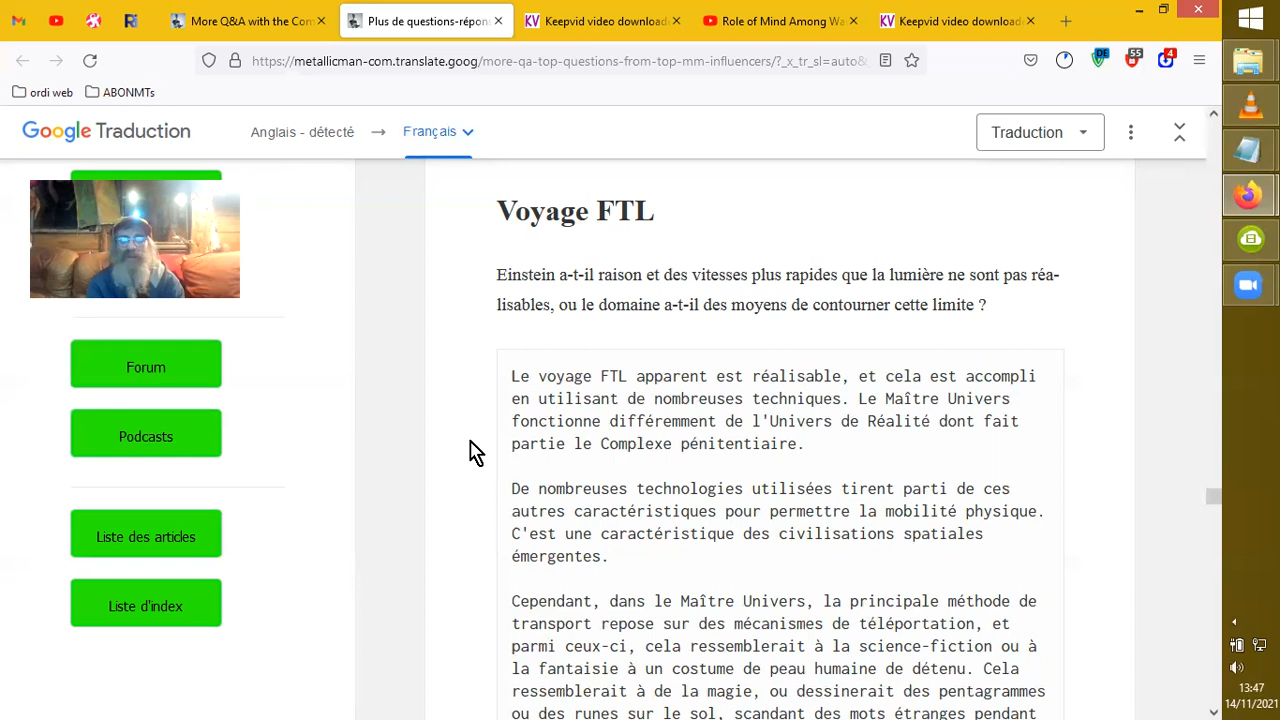 More Q&A with the Com
Plus de questions-répon
Keepvid video download
Role of Mind Among Wa
Keepvid video download
https://metallicman-com.translate.goog/more-qa-with-questions-from-top-mm-influencers/?_x_tr_sl=auto&
DE
55
4
ordi web
ABONMTs
Google Traduction
Anglais - détecté
Français
Traduction
Forum
Podcasts
Liste des articles
Liste d'index
Voyage FTL
Einstein a-t-il raison et des vitesses plus rapides que la lumière ne sont pas réa-
lisables, ou le domaine a-t-il des moyens de contourner cette limite ?
Le voyage FTL apparent est réalisable, et cela est accompli
en utilisant de nombreuses techniques. Le Maître Univers
fonctionne différemment de l'Univers de Réalité dont fait
partie le Complexe pénitentiaire.
De nombreuses technologies utilisées tirent parti de ces
autres caractéristiques pour permettre la mobilité physique.
C'est une caractéristique des civilisations spatiales
émergentes.
Cependant, dans le Maître Univers, la principale méthode de
transport repose sur des mécanismes de téléportation, et
parmi ceux-ci, cela ressemblerait à la science-fiction ou à
la fantaisie à un costume de peau humaine de détenu. Cela
ressemblerait à de la magie, ou dessinerait des pentagrammes
ou des runes sur le sol, scandant des mots étranges pendant
13:47
14/11/2021